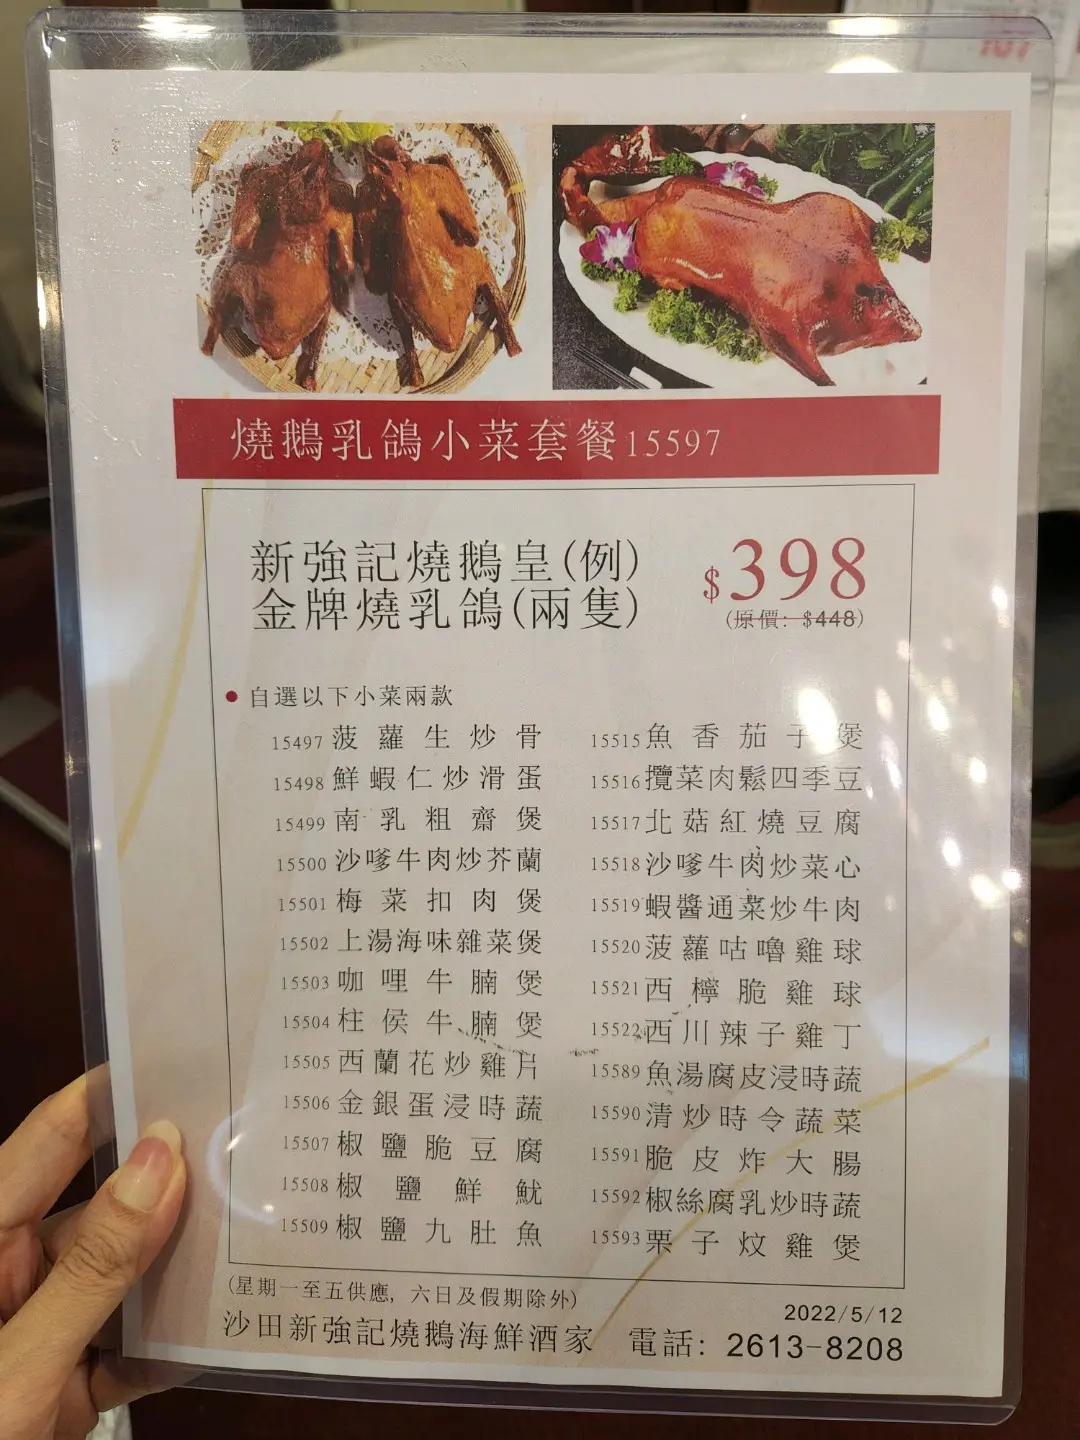 107
燒鵝乳鴿小菜套餐15597
新強記燒鵝皇(例)
金牌燒乳鴿(兩隻)
$398
(原價: $448)
自選以下小菜兩款
15497 菠蘿生炒骨
15498 鮮蝦仁炒滑蛋
15499 南乳粗齋煲
15500 沙嗲牛肉炒芥蘭
15501 梅菜扣肉煲
15502 上湯海味雜菜煲
15503 咖哩牛腩煲
15504 柱侯牛腩煲
15505 西蘭花炒雞片
15506 金銀蛋浸時蔬
15507 椒鹽脆豆腐
15508 椒鹽鮮魷
15509 椒鹽九肚魚
15515 魚香茄子煲
15516 攬菜肉鬆四季豆
15517 北菇紅燒豆腐
15518 沙嗲牛肉炒菜心
15519 蝦醬通菜炒牛肉
15520 菠蘿咕嚕雞球
15521 西檸脆雞球
15522 西川辣子雞丁
15589 魚湯腐皮浸時蔬
15590 清炒時令蔬菜
15591 脆皮炸大腸
15592 椒絲腐乳炒時蔬
15593 栗子炆雞煲
(星期一至五供應, 六日及假期除外)
2022/5/12
沙田新強記燒鵝海鮮酒家 電話: 2613-8208